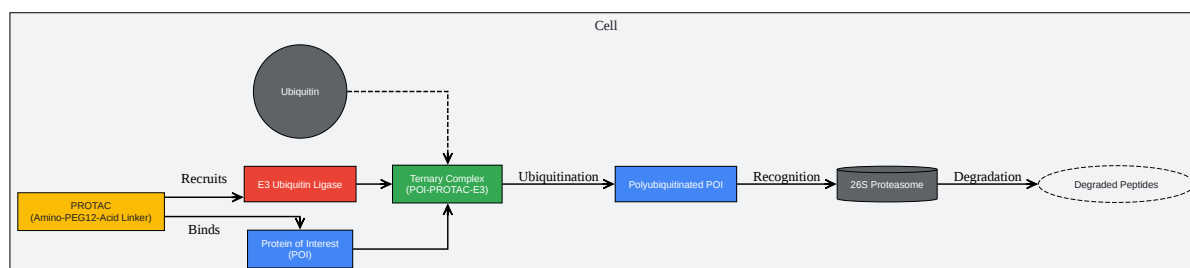 Cell
Ubiquitin
Recruits
E3 Ubiquitin Ligase
Ternary Complex
(POI-PROTAC-E3)
Ubiquitination
Polyubiquitinated POI
Recognition
26S Proteasome
Degradation
Degraded Peptides
PROTAC
(Amino-PEG12-Acid Linker)
Binds
Protein of Interest
(POI)